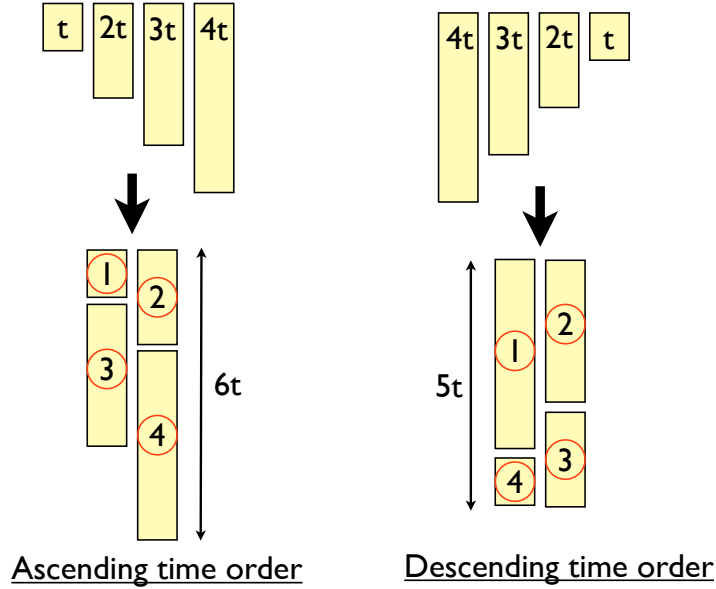 t 2t 3t 4t
4t 3t 2t t
1 2
3 4
6t
1 2
4 3
5t
Ascending time order
Descending time order